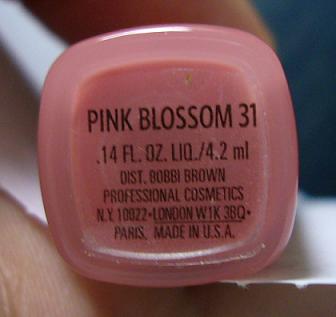 PINK BLOSSOM 31
.14 FL. OZ. LIQ./4.2 ml
DIST. BOBBI BROWN
PROFESSIONAL COSMETICS
N.Y. 10022•LONDON W1K 3BQ•
PARIS, MADE IN U.S.A.